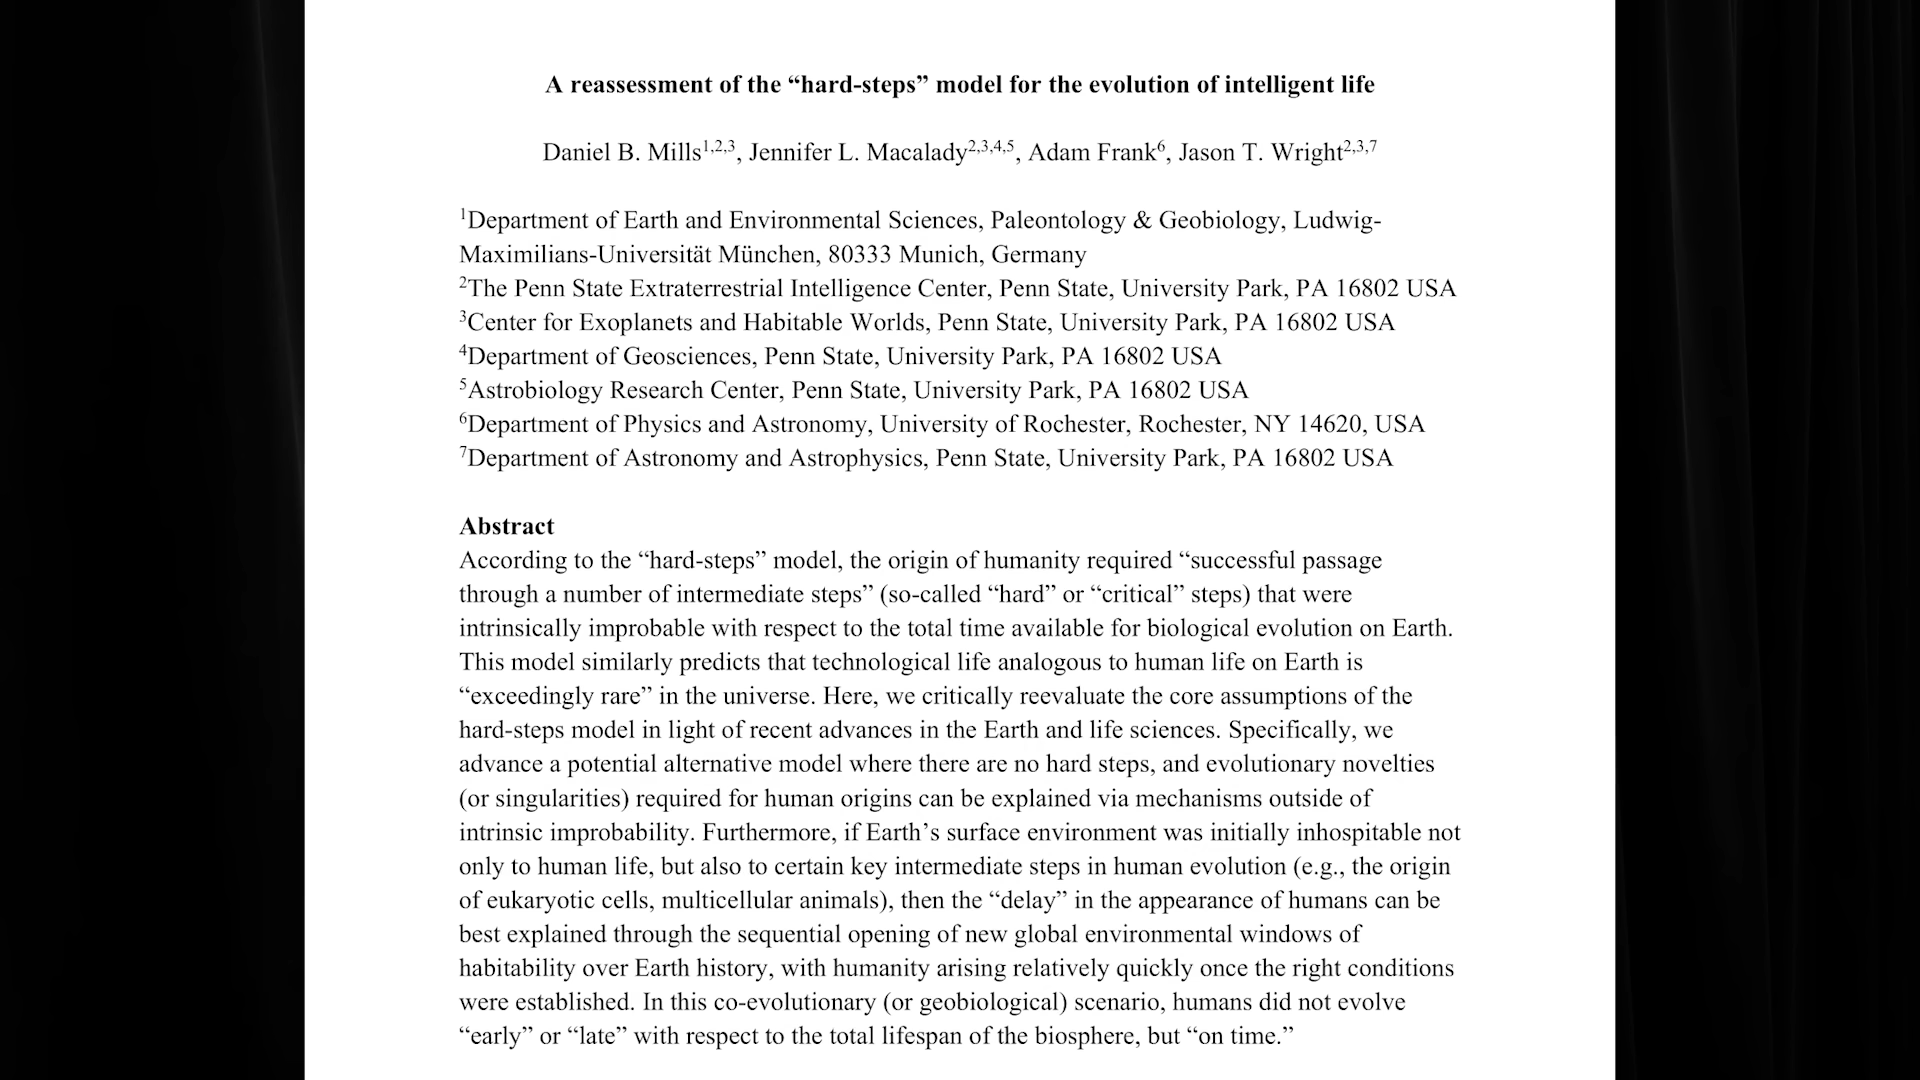 A reassessment of the “hard-steps” model for the evolution of intelligent life
Daniel B. Mills1,2,3, Jennifer L. Macalady2,3,4,5, Adam Frank6, Jason T. Wright2,3,7
1Department of Earth and Environmental Sciences, Paleontology & Geobiology, Ludwig-
Maximilians-Universität München, 80333 Munich, Germany
2The Penn State Extraterrestrial Intelligence Center, Penn State, University Park, PA 16802 USA
3Center for Exoplanets and Habitable Worlds, Penn State, University Park, PA 16802 USA
4Department of Geosciences, Penn State, University Park, PA 16802 USA
5Astrobiology Research Center, Penn State, University Park, PA 16802 USA
6Department of Physics and Astronomy, University of Rochester, Rochester, NY 14620, USA
7Department of Astronomy and Astrophysics, Penn State, University Park, PA 16802 USA
Abstract
According to the “hard-steps” model, the origin of humanity required “successful passage
through a number of intermediate steps” (so-called “hard” or “critical” steps) that were
intrinsically improbable with respect to the total time available for biological evolution on Earth.
This model similarly predicts that technological life analogous to human life on Earth is
“exceedingly rare” in the universe. Here, we critically reevaluate the core assumptions of the
hard-steps model in light of recent advances in the Earth and life sciences. Specifically, we
advance a potential alternative model where there are no hard steps, and evolutionary novelties
(or singularities) required for human origins can be explained via mechanisms outside of
intrinsic improbability. Furthermore, if Earth’s surface environment was initially inhospitable not
only to human life, but also to certain key intermediate steps in human evolution (e.g., the origin
of eukaryotic cells, multicellular animals), then the “delay” in the appearance of humans can be
best explained through the sequential opening of new global environmental windows of
habitability over Earth history, with humanity arising relatively quickly once the right conditions
were established. In this co-evolutionary (or geobiological) scenario, humans did not evolve
“early” or “late” with respect to the total lifespan of the biosphere, but “on time.”